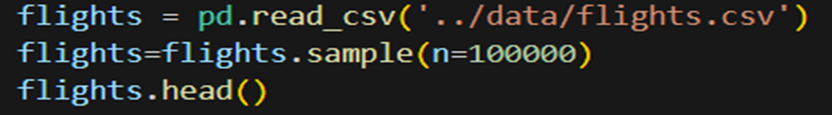 flights = pd.read_csv('../data/flights.csv')
flights=flights.sample(n=100000)
flights.head()